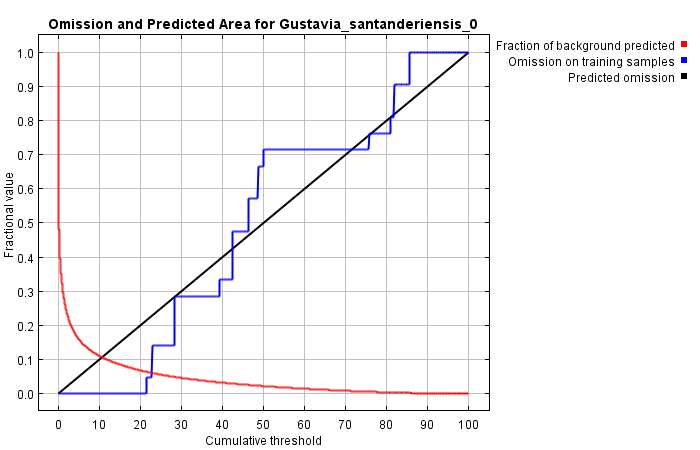 Omission and Predicted Area for Gustavia_santanderiensis_0
Fraction of background predicted
Omission on training samples
Predicted omission
Fractional value
1.0
0.9
0.8
0.7
0.6
0.5
0.4
0.3
0.2
0.1
0.0
0 10 20 30 40 50 60 70 80 90 100
Cumulative threshold